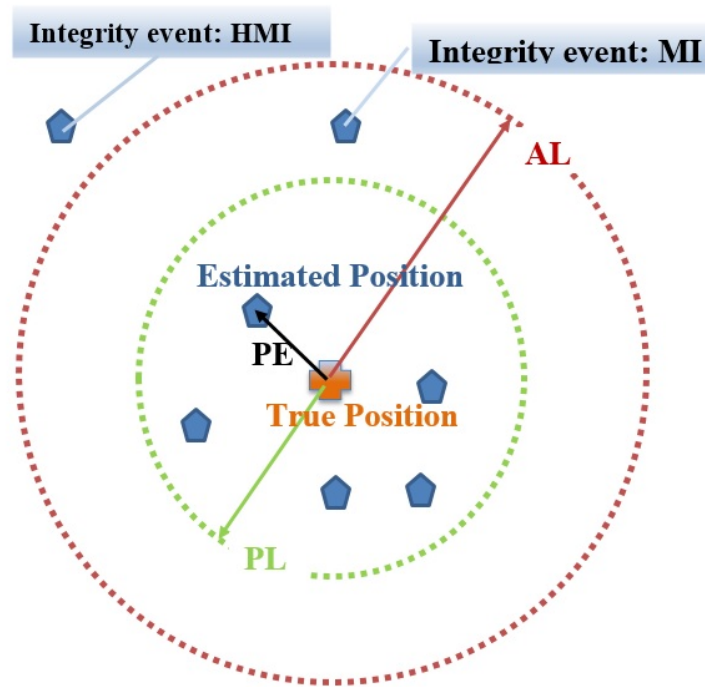 Integrity event: HMI
Integrity event: MI
AL
Estimated Position
PE
True Position
PL